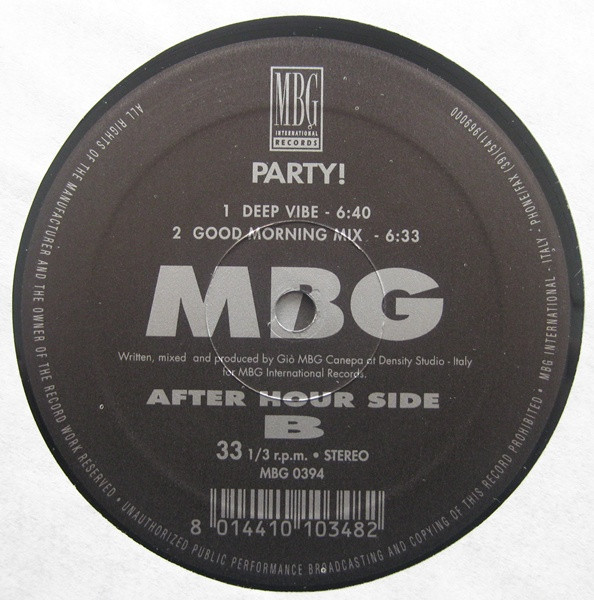 MBG
INTERNATIONAL
RECORDS
PARTY!
1 DEEP VIBE - 6:40
2 GOOD MORNING MIX - 6:33
MBG
Written, mixed and produced by Giò MBG Canepa at Density Studio - Italy
for MBG International Records.
AFTER HOUR SIDE
B
33 1/3 r.p.m. • STEREO
MBG 0394
8 014410 103482
ALL RIGHTS OF THE MANUFACTURER AND THE OWNER OF THE RECORD WORK RESERVED • UNAUTHORIZED PUBLIC PERFORMANCE BROADCASTING AND COPYING OF THIS RECORD PROHIBITED • MBG INTERNATIONAL - ITALY - PHONE/FAX (39)(541)969000